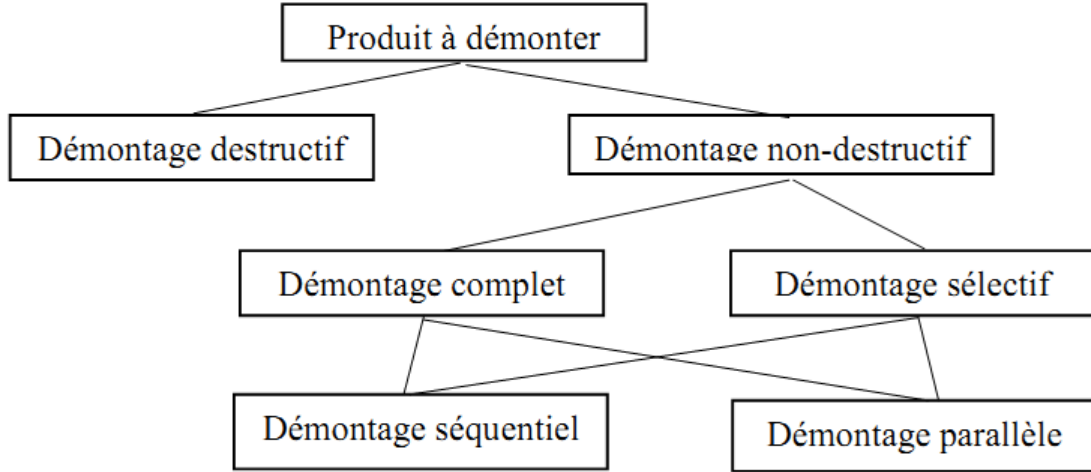 Produit à démonter
Démontage destructif
Démontage non-destructif
Démontage complet
Démontage sélectif
Démontage séquentiel
Démontage parallèle